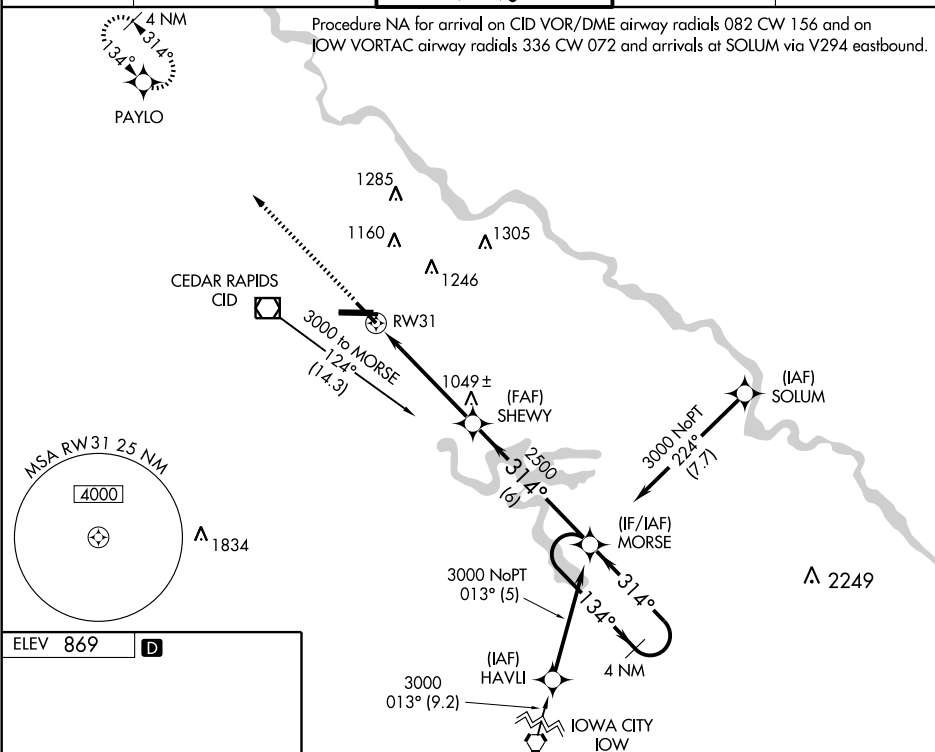 Procedure NA for arrival on CID VOR/DME airway radials 082 CW 156 and on
IOW VORTAC airway radials 336 CW 072 and arrivals at SOLUM via V294 eastbound.
4 NM
314°
134°
PAYLO
1285
1160
1305
1246
CEDAR RAPIDS
CID
RW31
3000 to MORSE
124°
(14.3)
1049 ±
(FAF)
SHEWY
(IAF)
SOLUM
3000 NoPT
224°
(7.7)
2500
314°
(6)
MSA RW31 25 NM
4000
1834
(IF/IAF)
MORSE
2249
3000 NoPT
013° (5)
314°
134°
4 NM
ELEV 869
D
(IAF)
HAVLI
3000
013° (9.2)
IOWA CITY
IOW